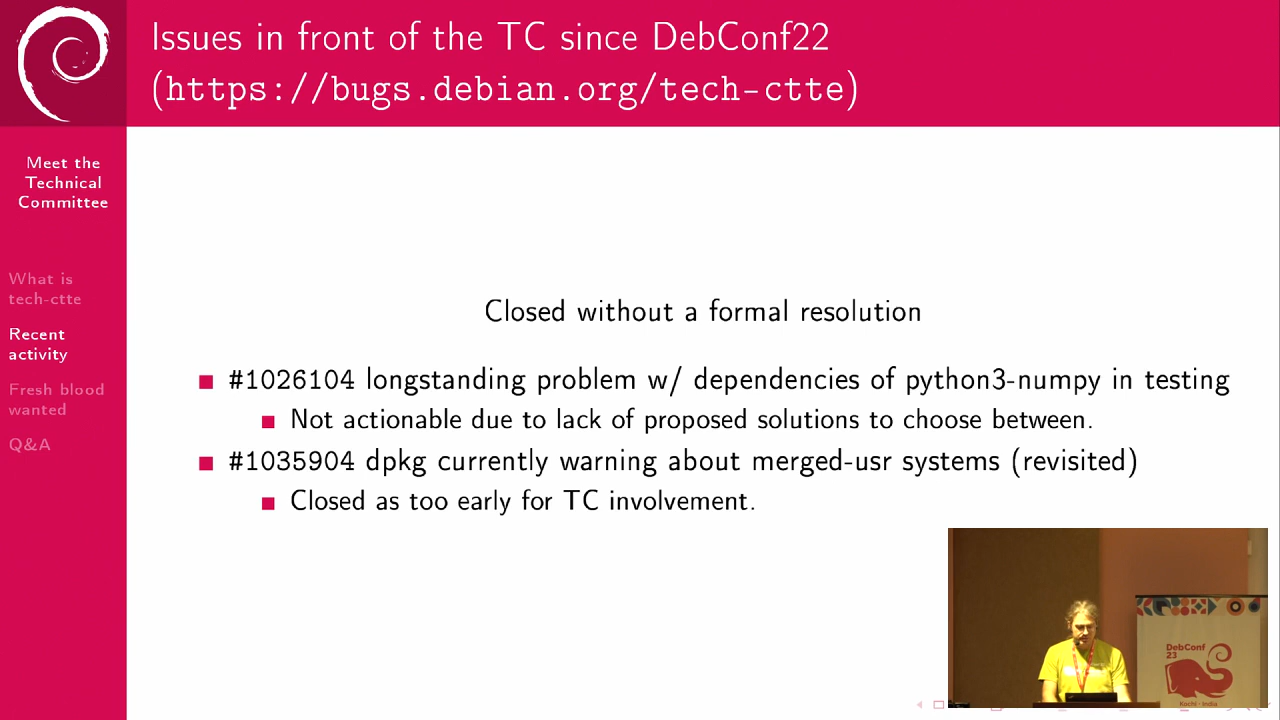 Issues in front of the TC since DebConf22
(https://bugs.debian.org/tech-ctte)
Meet the
Technical
Committee
What is
tech-ctte
Recent
activity
Fresh blood
wanted
Q&A
Closed without a formal resolution
#1026104 longstanding problem w/ dependencies of python3-numpy in testing
Not actionable due to lack of proposed solutions to choose between.
#1035904 dpkg currently warning about merged-usr systems (revisited)
Closed as too early for TC involvement.
DebConf
23
Kochi - India